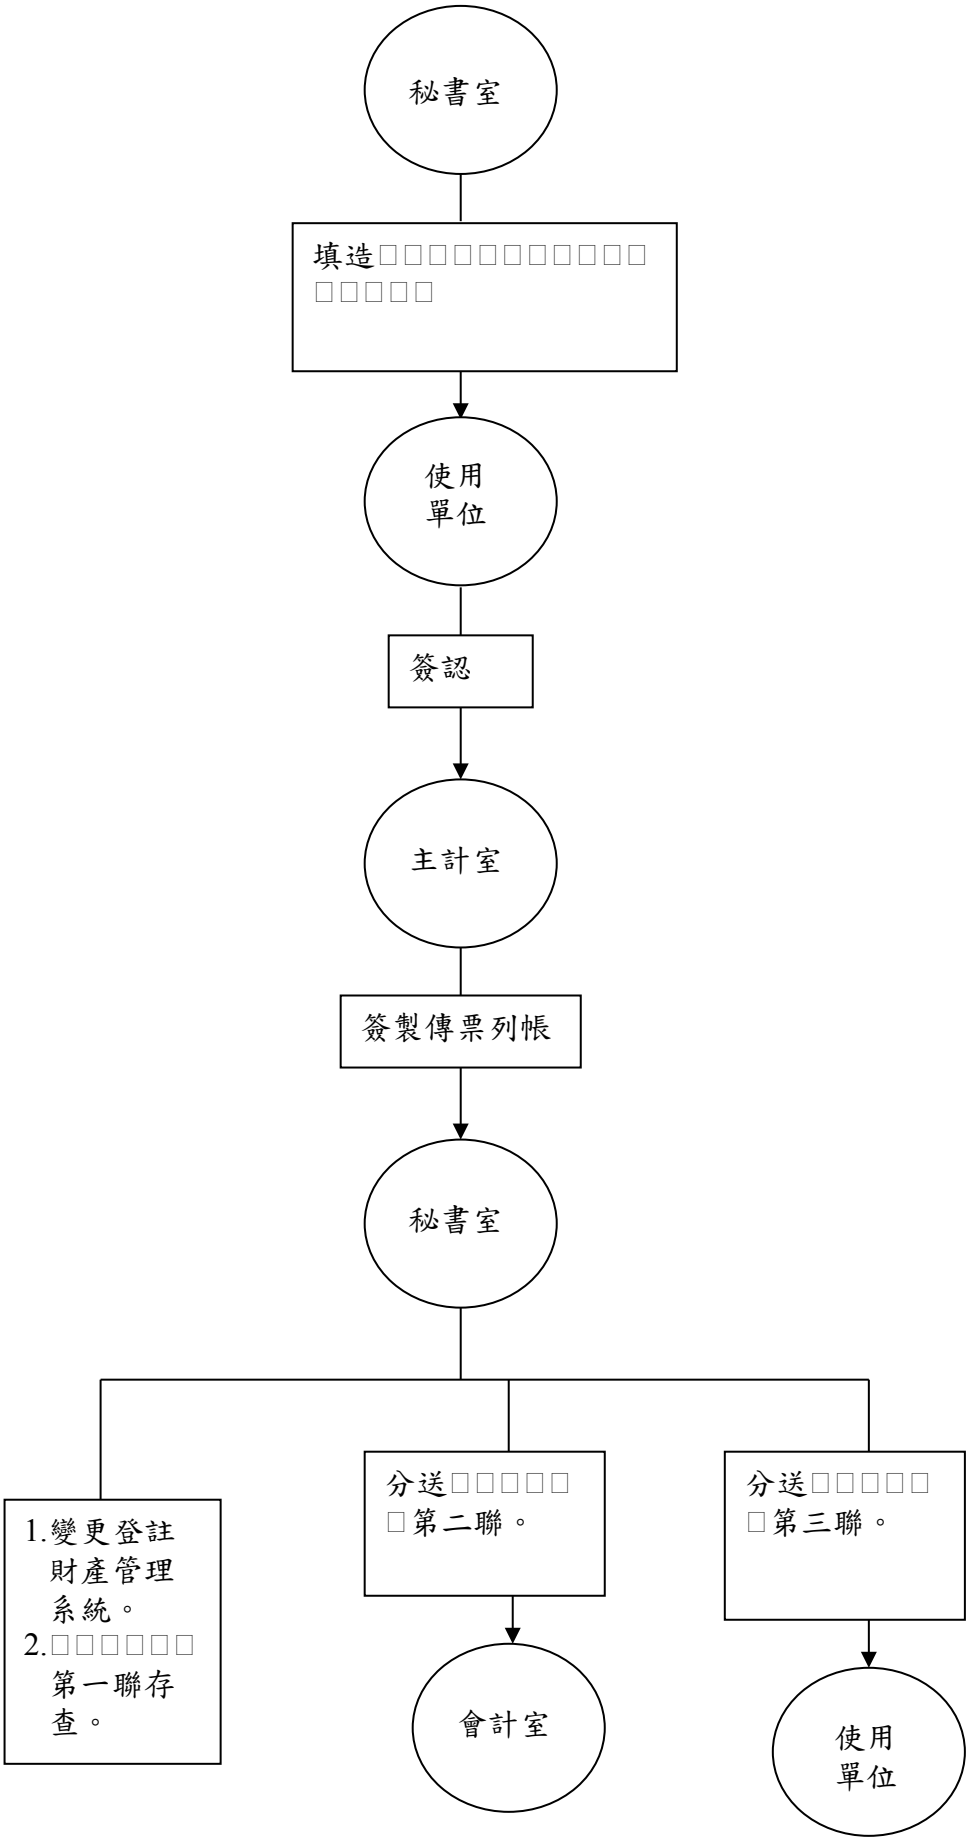 秘書室
填造□□□□□□□□□□□
□□□□□
使用
單位
簽認
主計室
簽製傳票列帳
秘書室
1.變更登註
財產管理
系統。
2.□□□□□□
第一聯存
查。
分送□□□□□
□第二聯。
分送□□□□□
□第三聯。
會計室
使用
單位